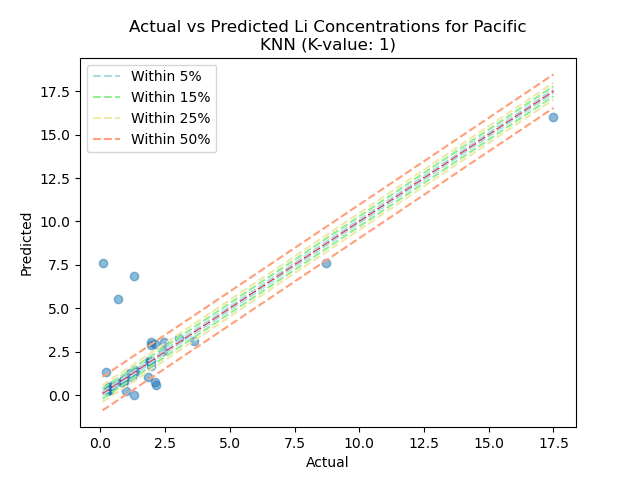 Actual vs Predicted Li Concentrations for Pacific
KNN (K-value: 1)
Within 5%
Within 15%
Within 25%
Within 50%
17.5
15.0
12.5
10.0
7.5
5.0
2.5
0.0
Predicted
0.0 2.5 5.0 7.5 10.0 12.5 15.0 17.5
Actual